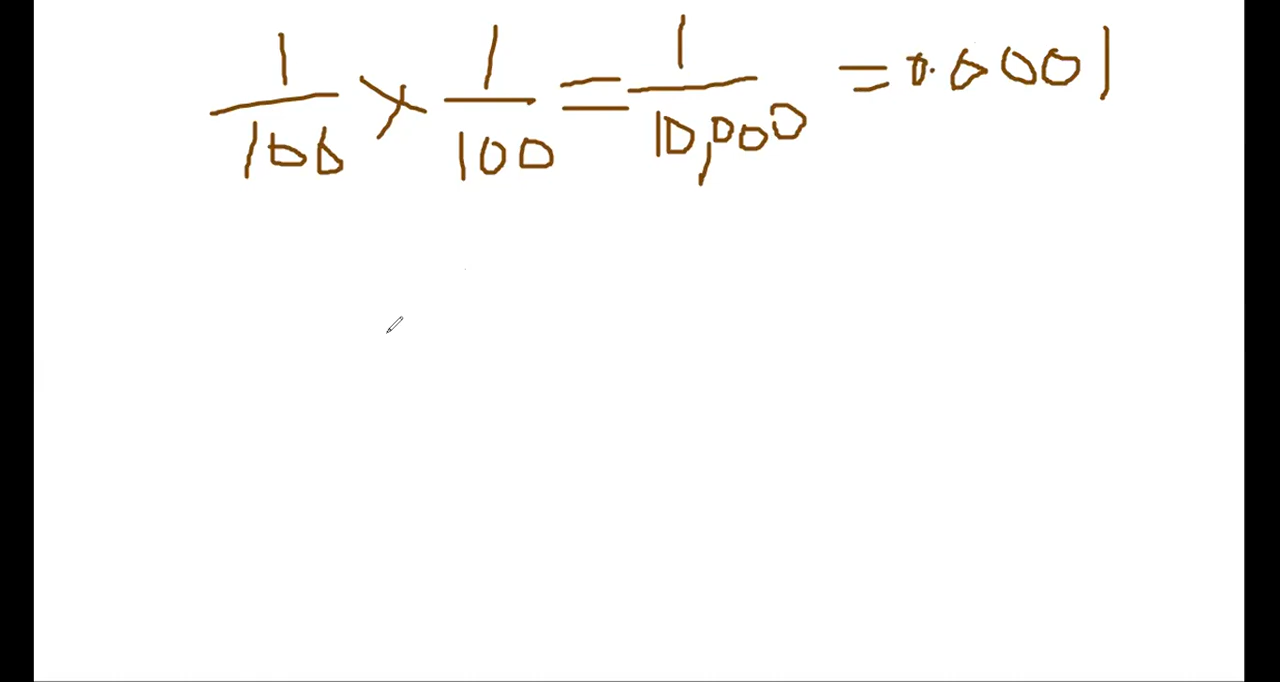 1/100 × 1/100 = 1/10,000 = 0.0001